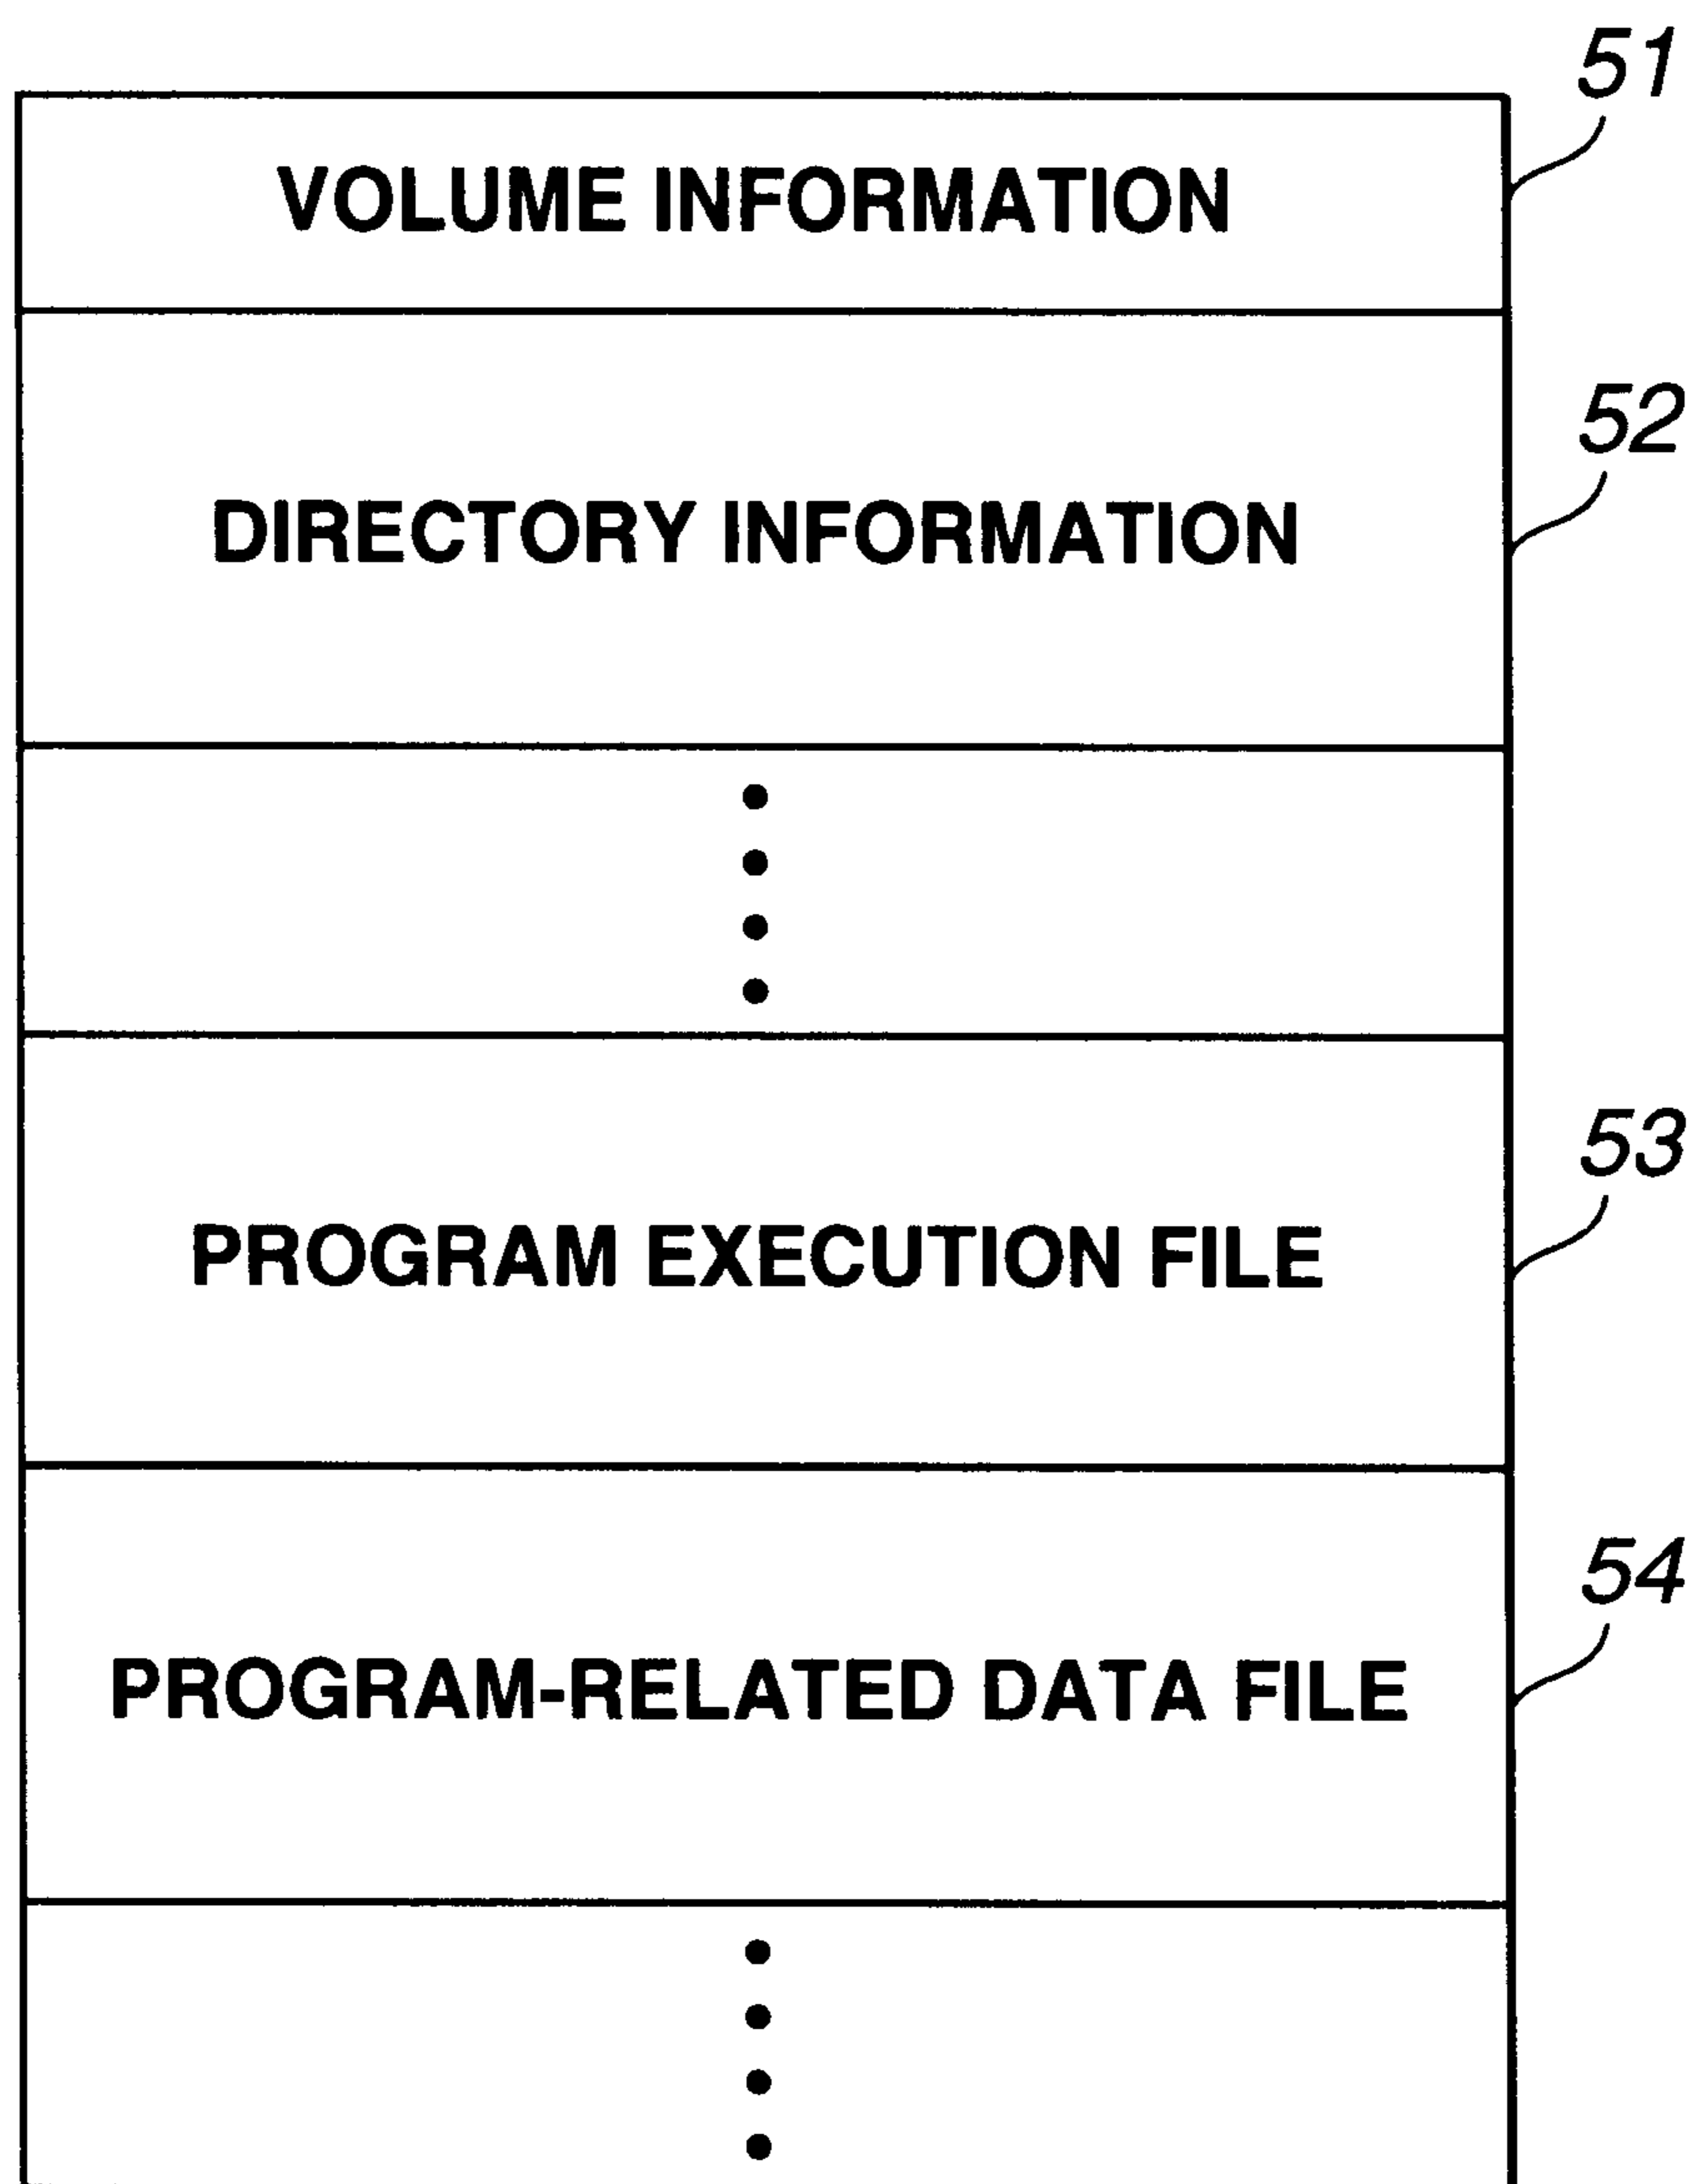 51
VOLUME INFORMATION
52
DIRECTORY INFORMATION
53
PROGRAM EXECUTION FILE
54
PROGRAM-RELATED DATA FILE